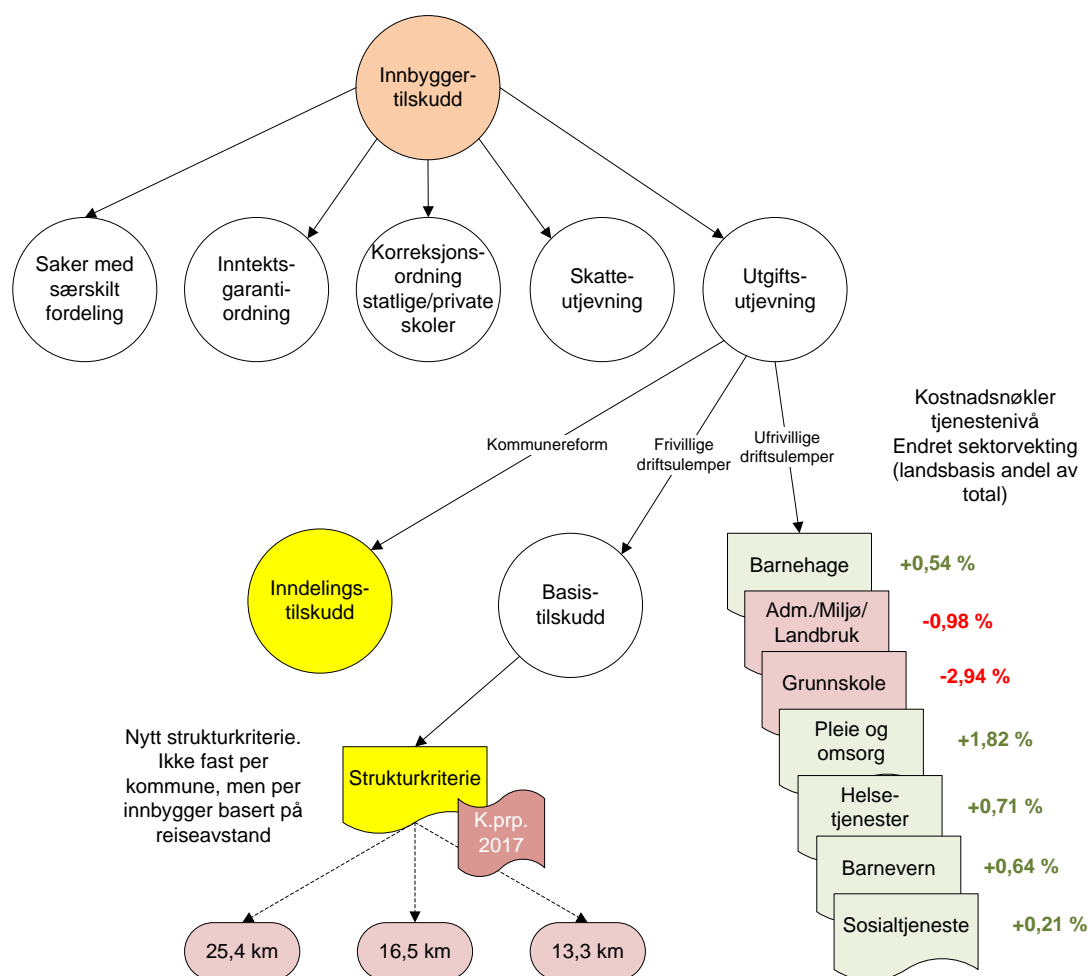 Innbygger-
tilskudd
Saker med
særskilt
fordeling
Inntekts-
garanti-
ordning
Korreksjons-
ordning
statlige/private
skoler
Skatte-
utjevning
Utgifts-
utjevning
Kommunereform
Frivillige
driftsulemper
Ufrivillige
driftsulemper
Kostnadsnøkler
tjenestenivå
Endret sektorvekting
(landsbasis andel av
total)
Inndelings-
tilskudd
Basis-
tilskudd
Barnehage
+0,54 %
Adm./Miljø/
Landbruk
-0,98 %
Grunnskole
-2,94 %
Pleie og
omsorg
+1,82 %
Helse-
tjenester
+0,71 %
Barnevern
+0,64 %
Sosialtjeneste
+0,21 %
Nytt strukturkriterie.
Ikke fast per
kommune, men per
innbygger basert på
reiseavstand
Strukturkriterie
K.prp.
2017
25,4 km
16,5 km
13,3 km